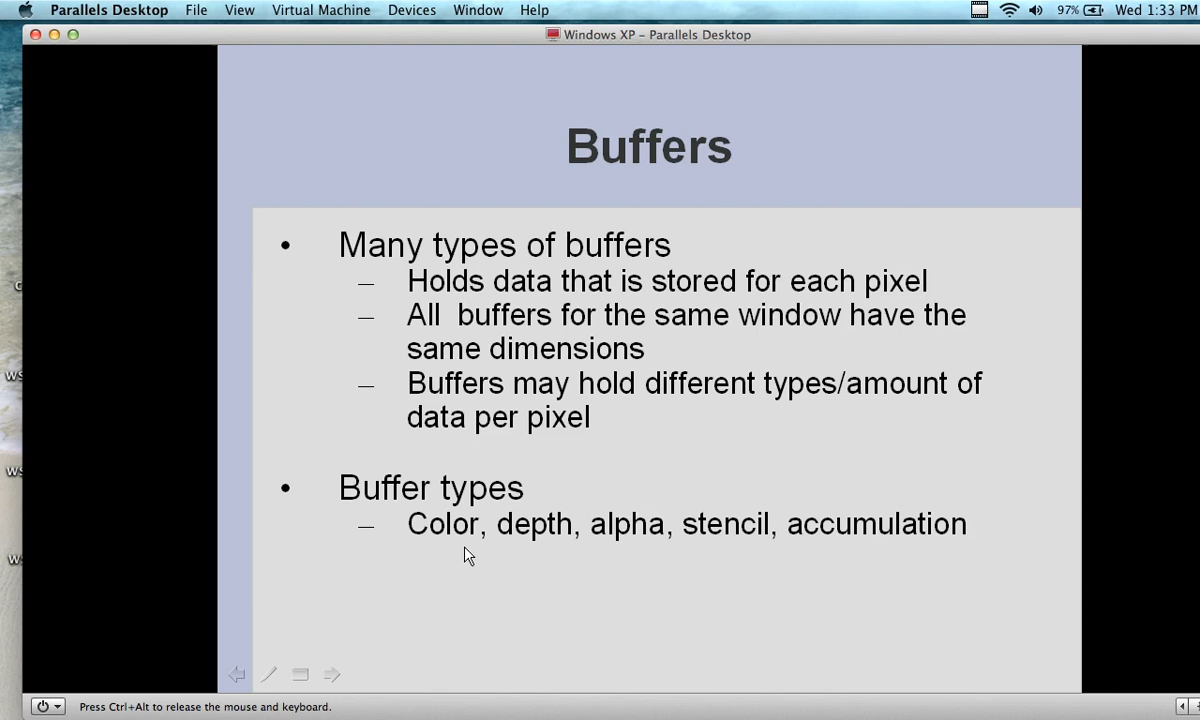 Parallels Desktop File View Virtual Machine Devices Window Help 97% Wed 1:33 PM
Windows XP - Parallels Desktop
Buffers
• Many types of buffers
– Holds data that is stored for each pixel
– All buffers for the same window have the
same dimensions
– Buffers may hold different types/amount of
data per pixel
• Buffer types
– Color, depth, alpha, stencil, accumulation
Press Ctrl+Alt to release the mouse and keyboard.